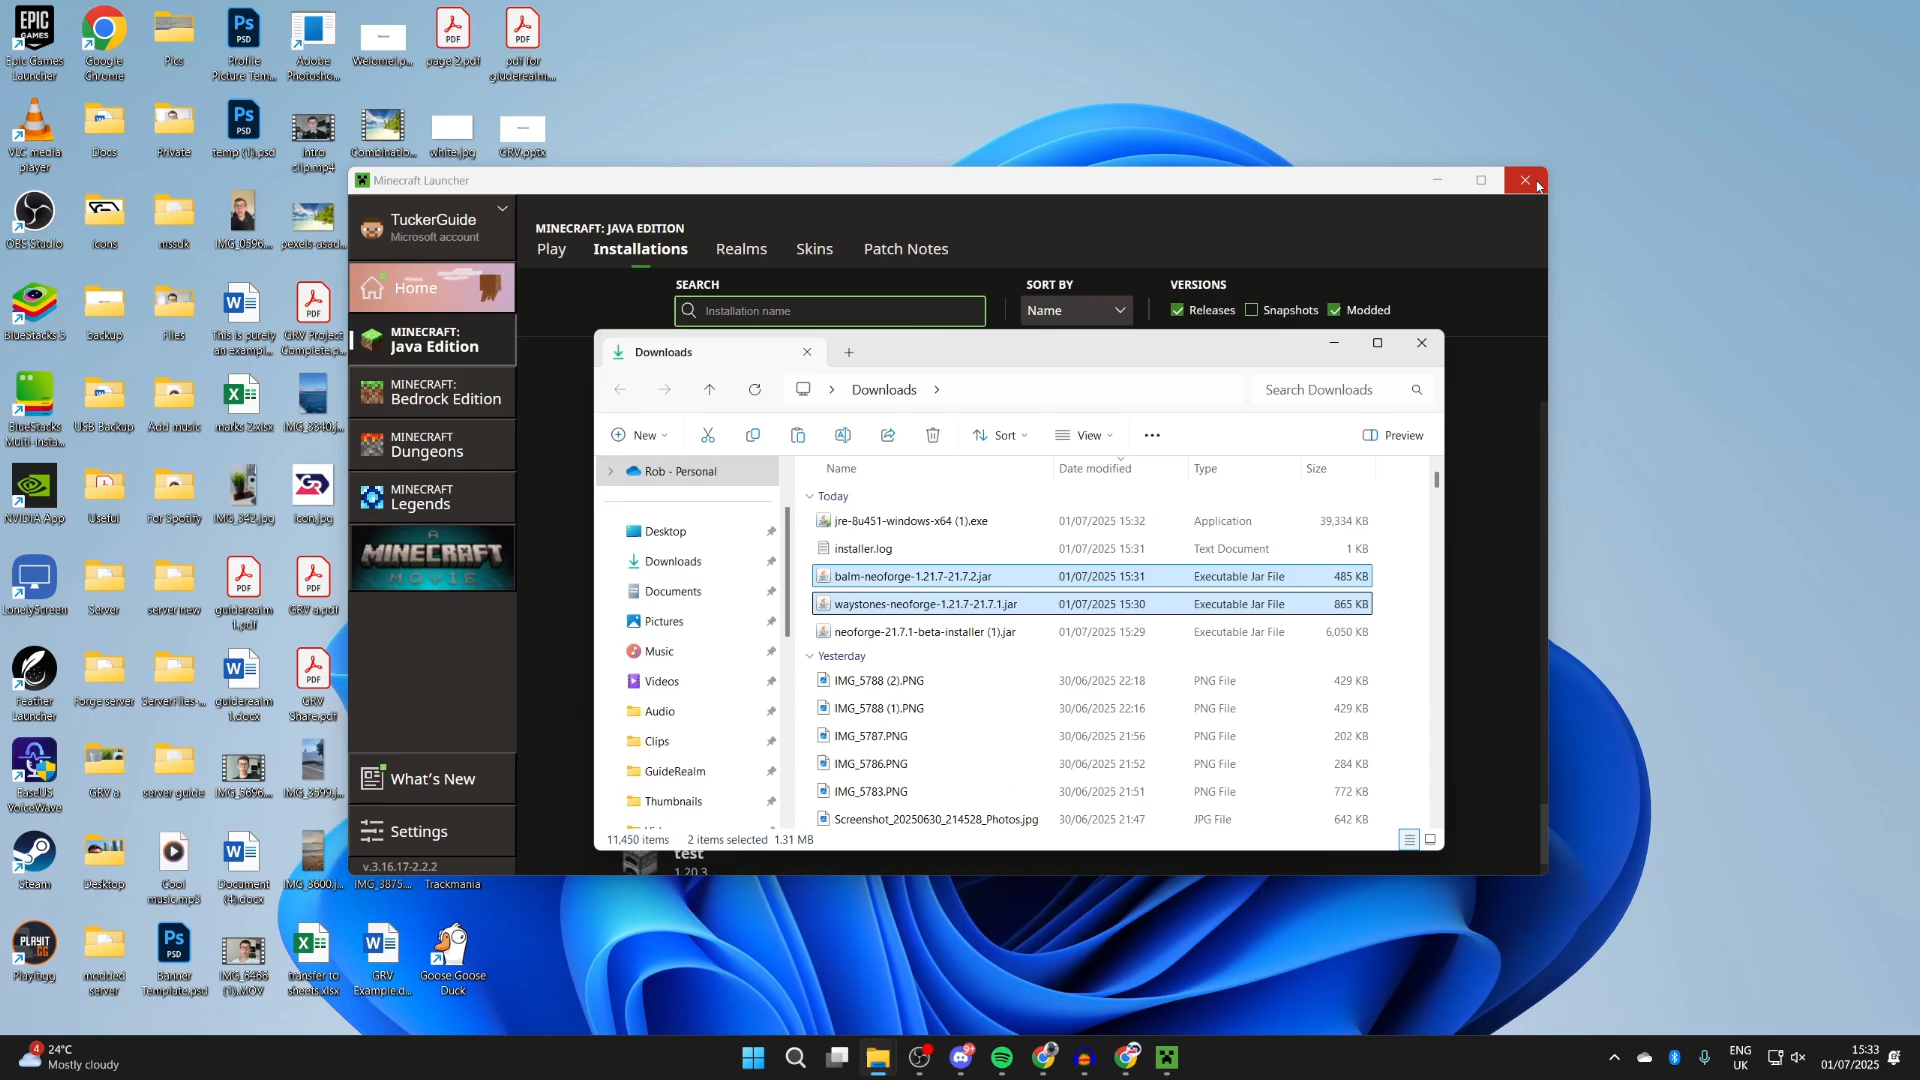 Epic Games
Launcher
Google
Chrome
Pics
Profile
Picture Tem...
Adobe
Photosho...
Welome!.p...
page 2.pdf
pdf for
guiderealm....
VLC media
player
Docs
Private
temp (1).psd
intro
clip.mp4
Combinatio...
white.jpg
GRV.pptx
OBS Studio
Icons
mssdk
IMG_0596....
pexels-asad...
BlueStacks 5
backup
Files
This is purely
an exampl...
GRV Project
Complete.p...
BlueStacks
Multi-Insta...
USB Backup
Add music
marks 2.xlsx
IMG_3340.j...
NVIDIA App
Useful
For Spotify
IMG_342.jpg
icon.jpg
LonelyScreen
Server
server new
guiderealm
1.pdf
GRV a.pdf
Feather
Launcher
Forge server
ServerFiles-...
guiderealm
1.docx
GRV
Share.pdf
EaseUS
VoiceWave
GRV a
server guide
IMG_5696....
IMG_3599.j...
Steam
Desktop
Cool
music.mp3
Document
(4).docx
IMG_3600.j...
IMG_3875....
Trackmania
Playit.gg
modded
server
Banner
Template.psd
IMG_6466
(1).MOV
transfer to
sheets.xlsx
GRV
Example.d...
Goose Goose
Duck
Minecraft Launcher
TuckerGuide
Microsoft account
Home
MINECRAFT:
Java Edition
MINECRAFT:
Bedrock Edition
MINECRAFT
Dungeons
MINECRAFT
Legends
A
MINECRAFT
MOVIE
What's New
Settings
v.3.16.17-2.2.2
MINECRAFT: JAVA EDITION
Play Installations Realms Skins Patch Notes
SEARCH SORT BY VERSIONS
Installation name Name Releases Snapshots Modded
test
1.20.3
Downloads
Downloads Search Downloads
New Sort View Preview
Rob - Personal
Desktop
Downloads
Documents
Pictures
Music
Videos
Audio
Clips
GuideRealm
Thumbnails
Name Date modified Type Size
Today
jre-8u451-windows-x64 (1).exe 01/07/2025 15:32 Application 39,334 KB
installer.log 01/07/2025 15:31 Text Document 1 KB
balm-neoforge-1.21.7-21.7.2.jar 01/07/2025 15:31 Executable Jar File 485 KB
waystones-neoforge-1.21.7-21.7.1.jar 01/07/2025 15:30 Executable Jar File 865 KB
neoforge-21.7.1-beta-installer (1).jar 01/07/2025 15:29 Executable Jar File 6,050 KB
Yesterday
IMG_5788 (2).PNG 30/06/2025 22:18 PNG File 429 KB
IMG_5788 (1).PNG 30/06/2025 22:16 PNG File 429 KB
IMG_5787.PNG 30/06/2025 21:56 PNG File 202 KB
IMG_5786.PNG 30/06/2025 21:52 PNG File 284 KB
IMG_5783.PNG 30/06/2025 21:51 PNG File 772 KB
Screenshot_20250630_214528_Photos.jpg 30/06/2025 21:47 JPG File 642 KB
11,450 items 2 items selected 1.31 MB
4
24°C
Mostly cloudy
9+
ENG
UK
15:33
01/07/2025